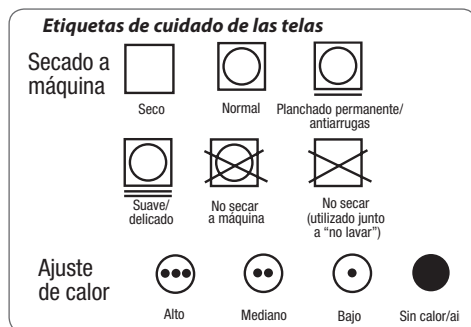 Etiquetas de cuidado de las telas
Secado a
máquina
Seco
Normal
Planchado permanente/
antiarrugas
Suave/
delicado
No secar
a máquina
No secar
(utilizado junto
a “no lavar”)
Ajuste
de calor
Alto
Mediano
Bajo
Sin calor/ai